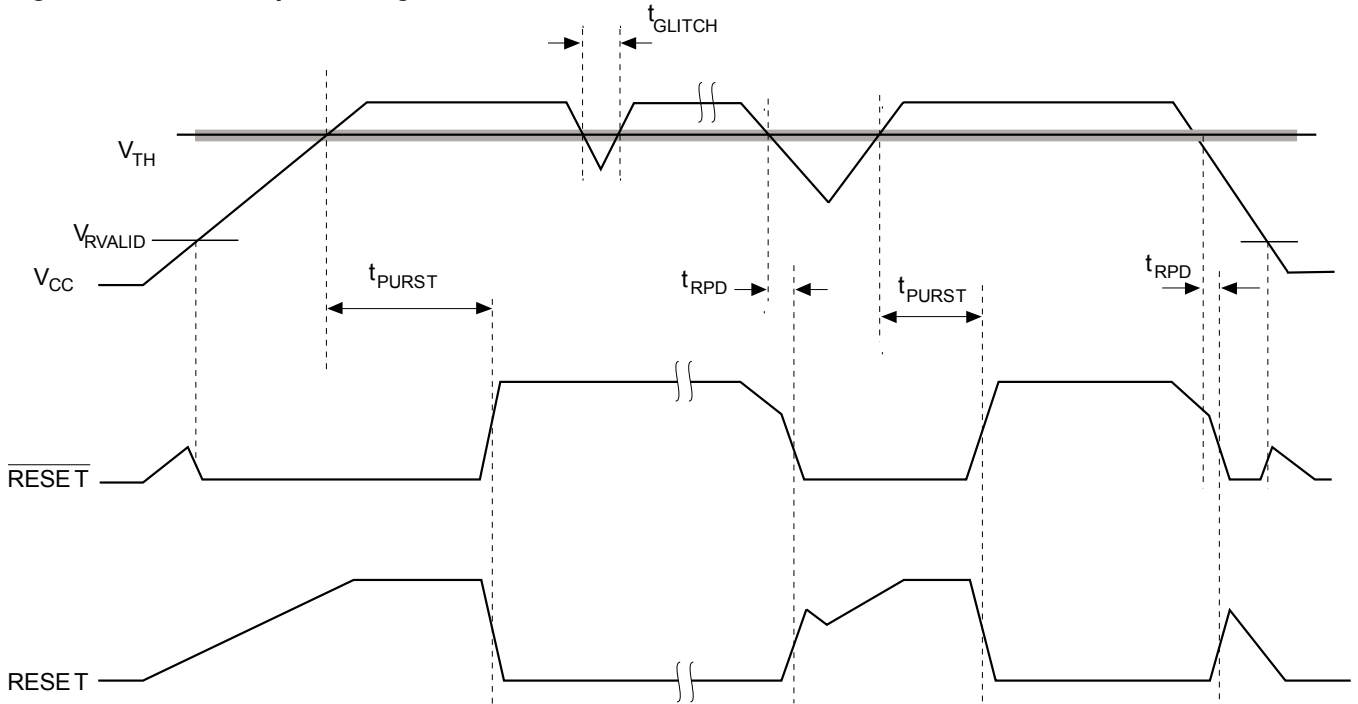 tGLITCH
VTH
VRVALID
VCC
tPURST
tRPD
tPURST
tRPD
RESET
RESET